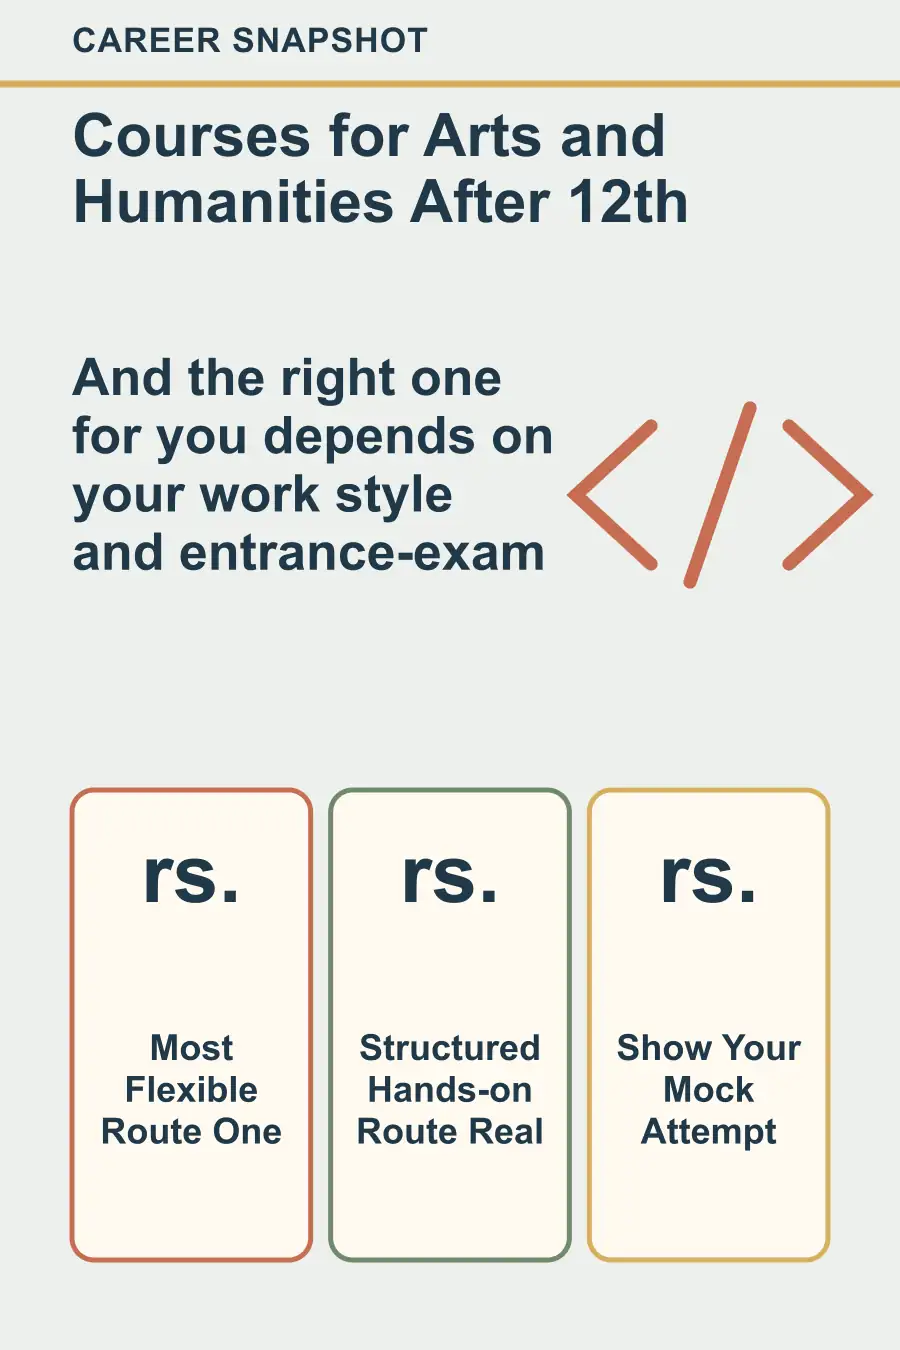 CAREER SNAPSHOT
Courses for Arts and
Humanities After 12th
And the right one
for you depends on
your work style
and entrance-exam
rs.
Most
Flexible
Route One
rs.
Structured
Hands-on
Route Real
rs.
Show Your
Mock
Attempt